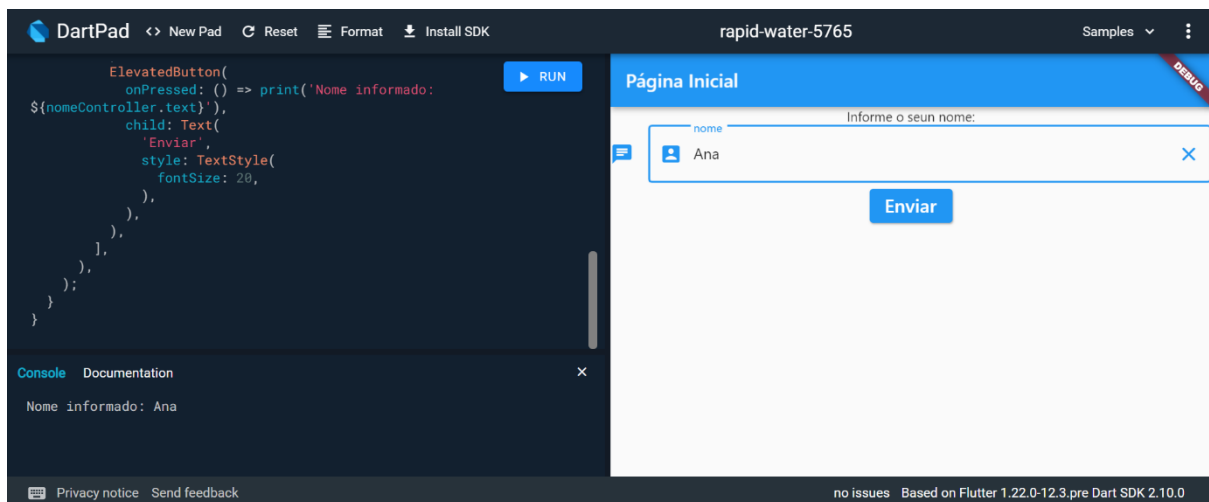 DartPad <> New Pad Reset Format Install SDK rapid-water-5765 Samples
ElevatedButton(
onPressed: () => print('Nome informado:
${nomeController.text}'),
child: Text(
'Enviar',
style: TextStyle(
fontSize: 20,
),
),
),
],
),
);
}
}
RUN
Console Documentation
Nome informado: Ana
Página Inicial
DEBUG
Informe o seun nome:
nome
Ana
Enviar
Privacy notice Send feedback no issues Based on Flutter 1.22.0-12.3.pre Dart SDK 2.10.0